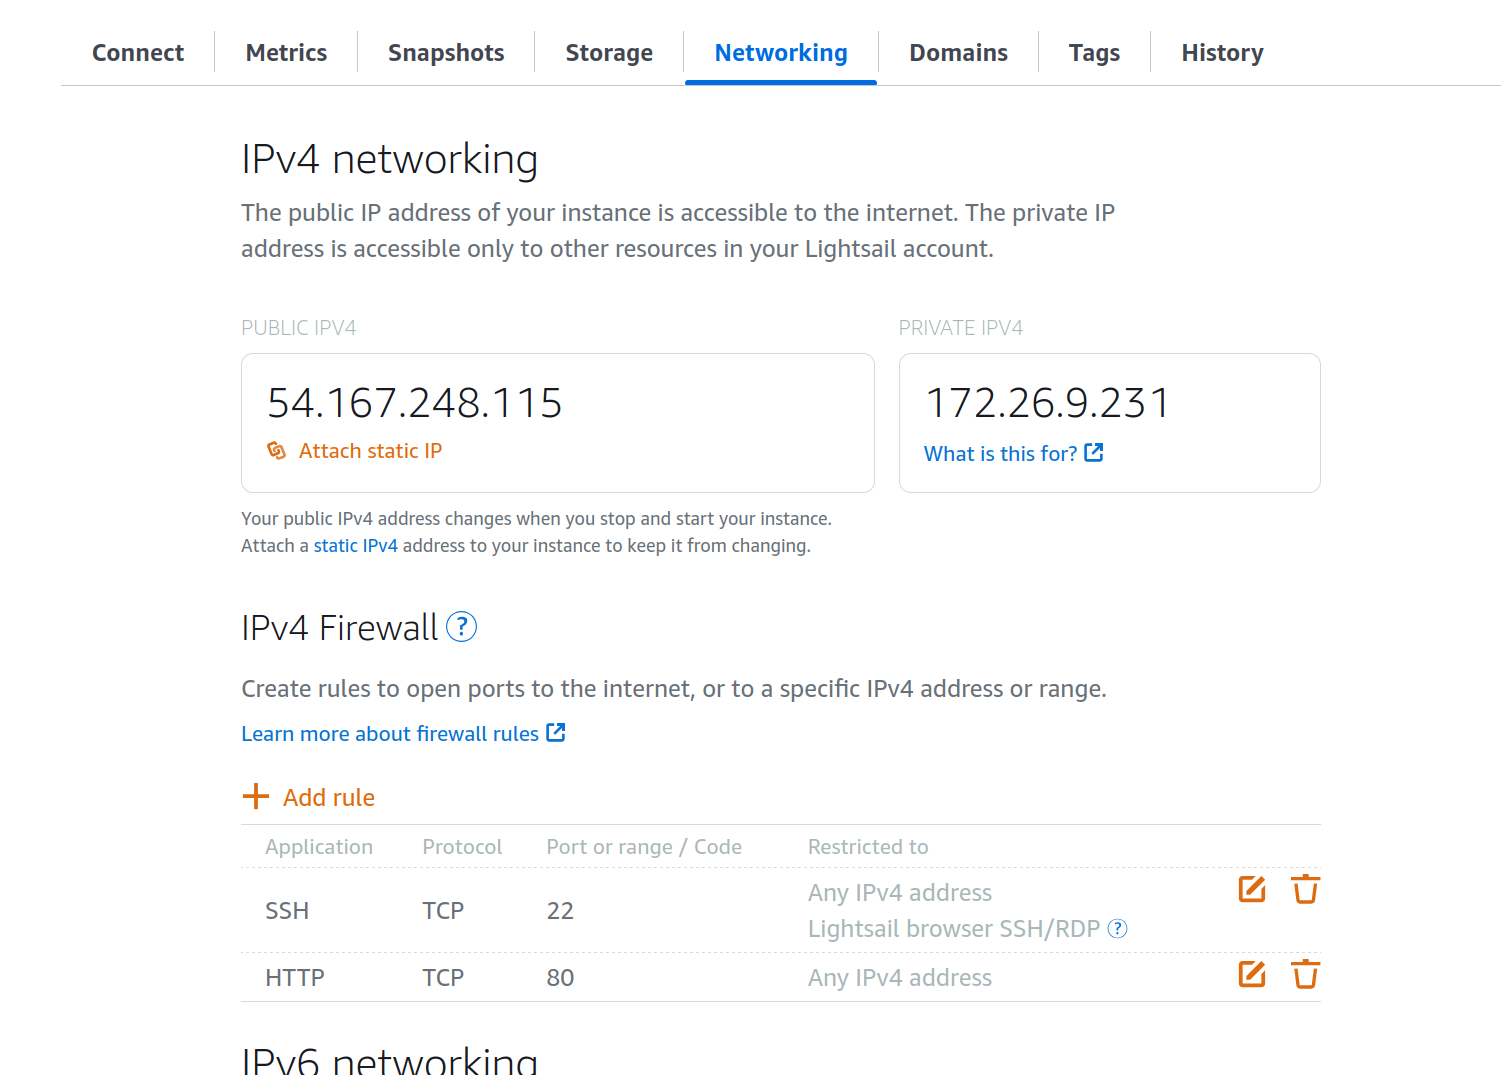 Connect Metrics Snapshots Storage Networking Domains Tags History
IPv4 networking
The public IP address of your instance is accessible to the internet. The private IP
address is accessible only to other resources in your Lightsail account.
PUBLIC IPV4
54.167.248.115
Attach static IP
PRIVATE IPV4
172.26.9.231
What is this for?
Your public IPv4 address changes when you stop and start your instance.
Attach a static IPv4 address to your instance to keep it from changing.
IPv4 Firewall ?
Create rules to open ports to the internet, or to a specific IPv4 address or range.
Learn more about firewall rules
+ Add rule
Application Protocol Port or range / Code Restricted to
SSH TCP 22 Any IPv4 address
Lightsail browser SSH/RDP ?
HTTP TCP 80 Any IPv4 address
IPv6 networking